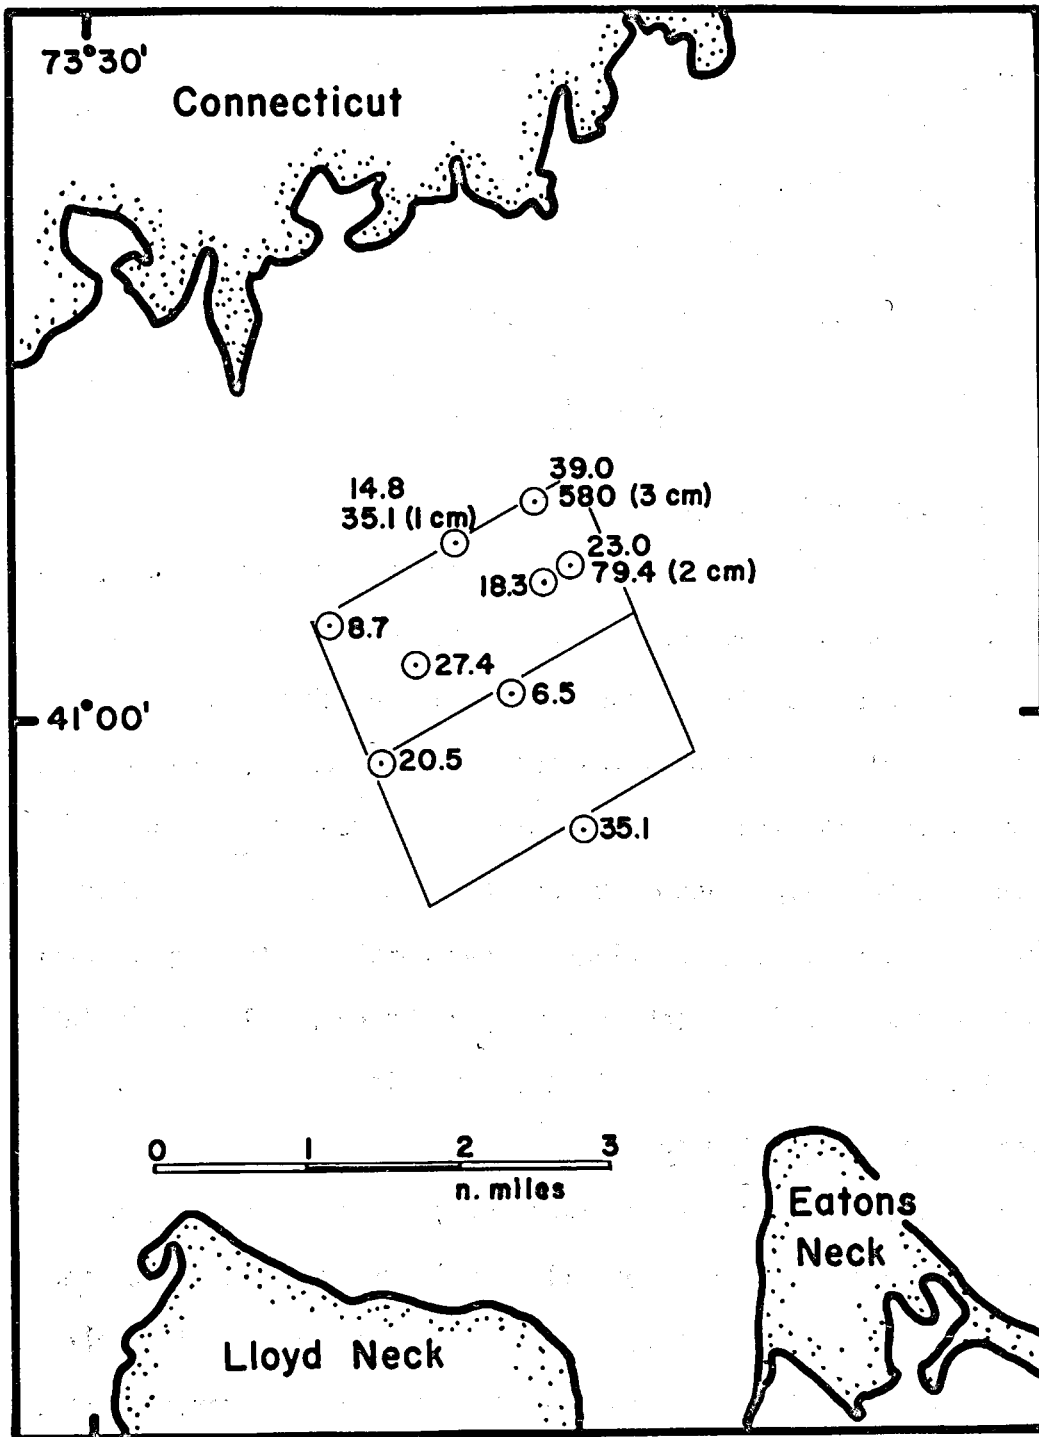 73°30'
Connecticut
39.0
580 (3 cm)
14.8
35.1 (1 cm)
23.0
79.4 (2 cm)
18.3
8.7
27.4
6.5
41°00'
20.5
35.1
0 1 2 3
n. miles
Eatons
Neck
Lloyd Neck